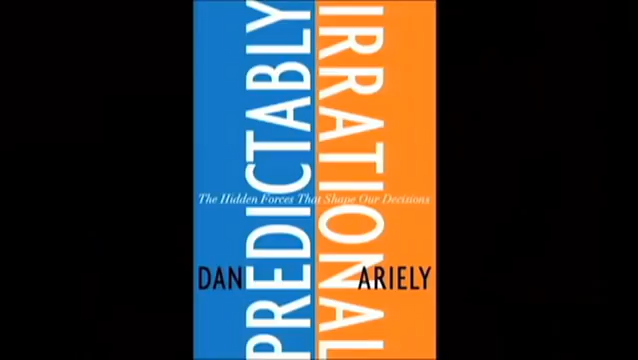 PREDICTABLY
IRRATIONAL
The Hidden Forces That Shape Our Decisions
DAN ARIELY